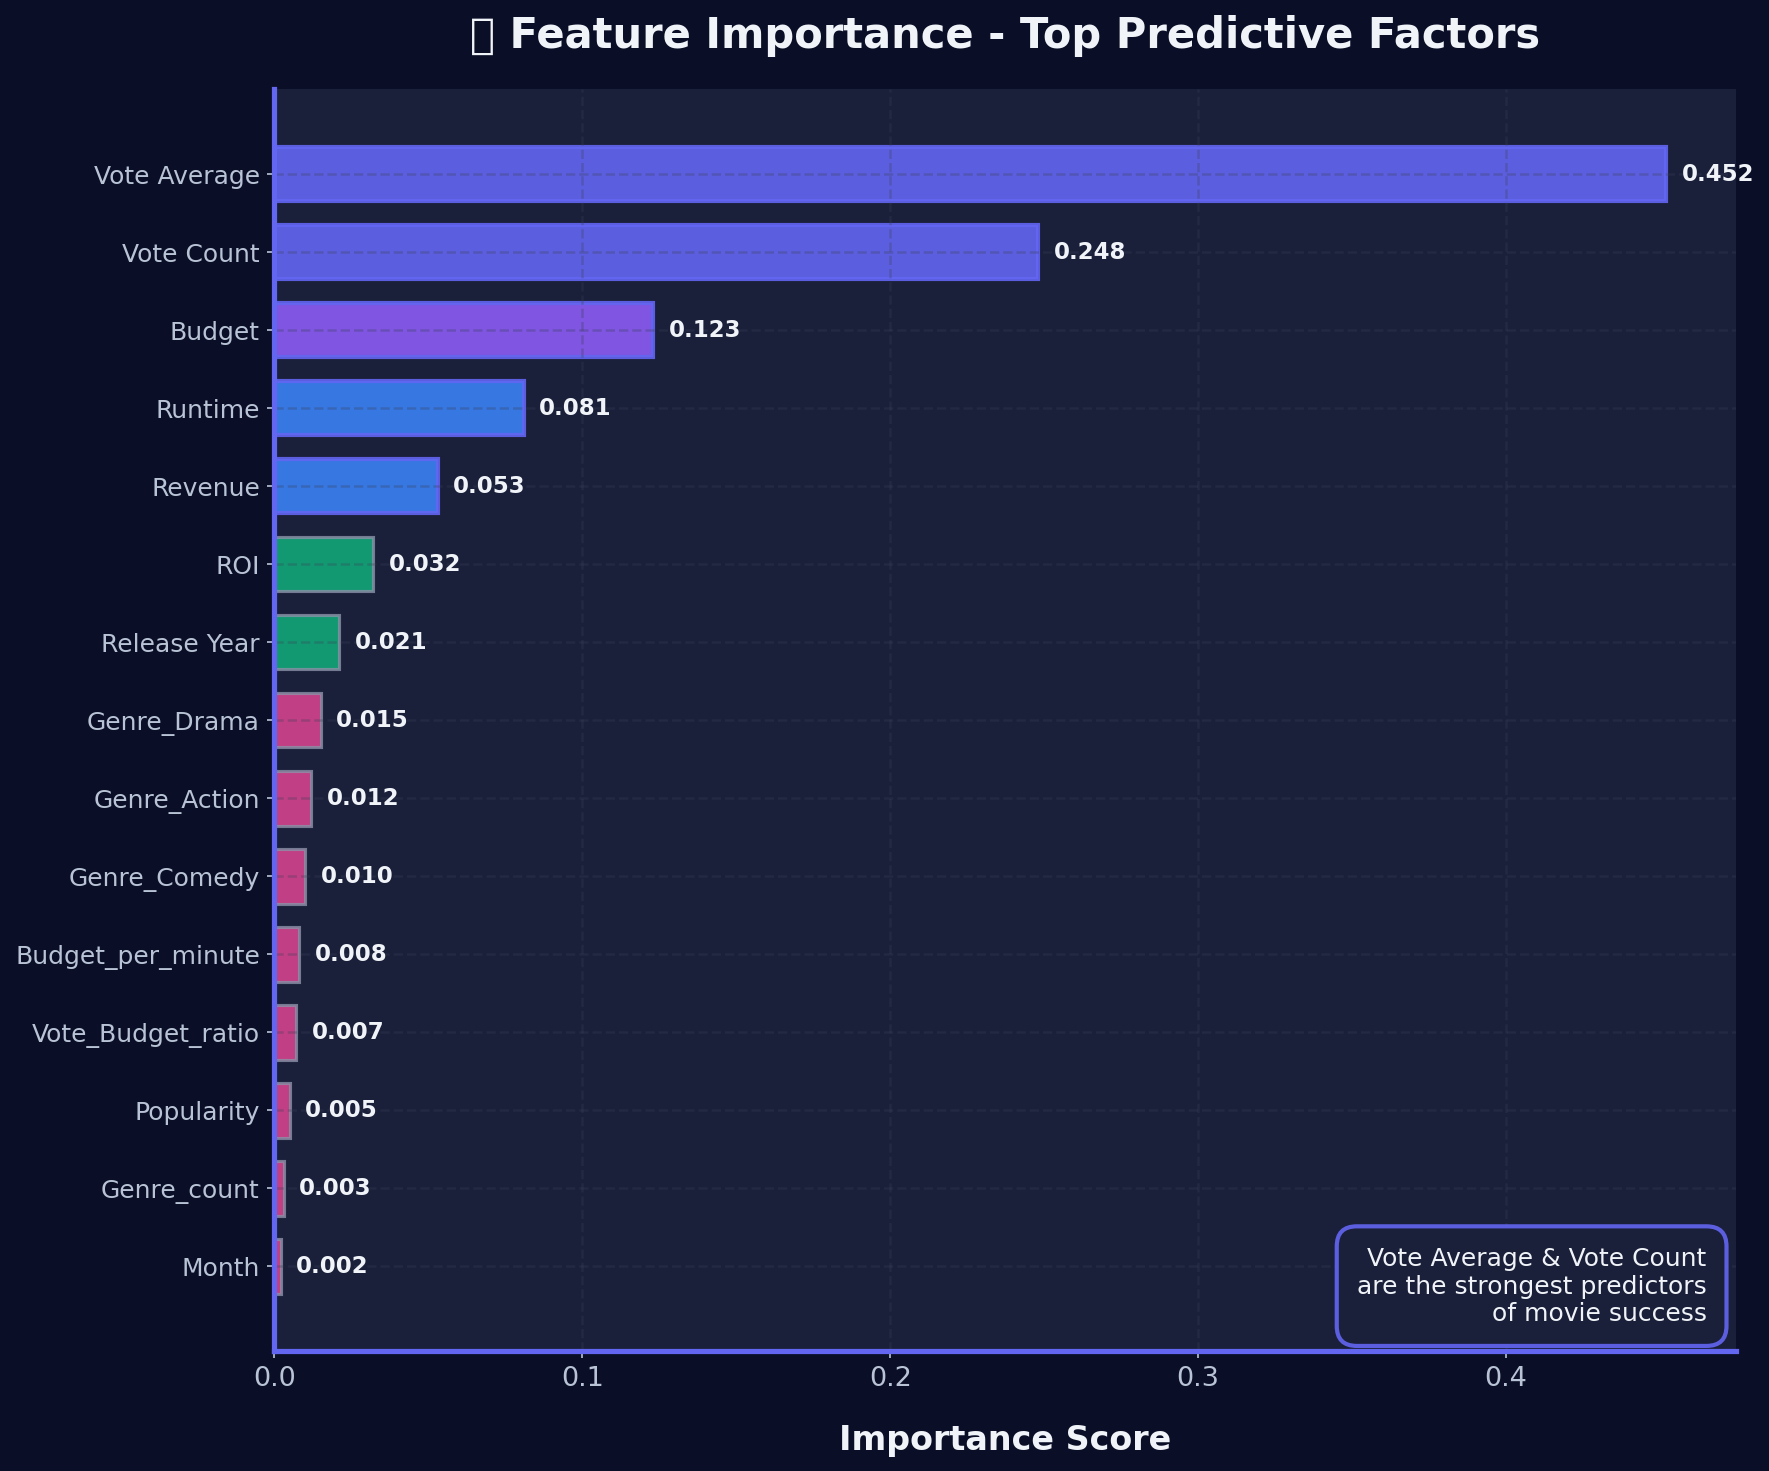 Feature Importance - Top Predictive Factors
Vote Average 0.452
Vote Count 0.248
Budget 0.123
Runtime 0.081
Revenue 0.053
ROI 0.032
Release Year 0.021
Genre_Drama 0.015
Genre_Action 0.012
Genre_Comedy 0.010
Budget_per_minute 0.008
Vote_Budget_ratio 0.007
Popularity 0.005
Genre_count 0.003
Month 0.002
Vote Average & Vote Count
are the strongest predictors
of movie success
0.0 0.1 0.2 0.3 0.4
Importance Score